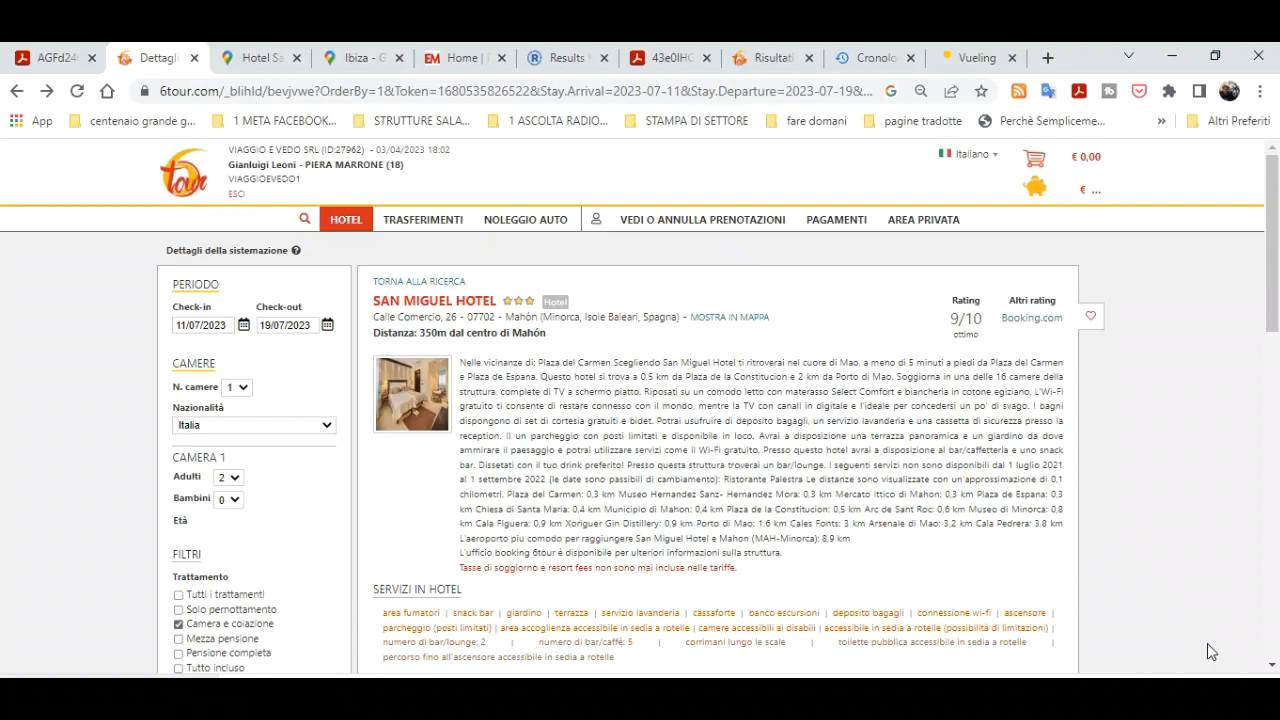 AGFd24
Dettagli
Hotel Sa
Ibiza - G
Home |
Results
43e0IHC
Risultati
Cronolo
Vueling
6tour.com/_blihld/bevjvwe?OrderBy=1&Token=1680535826522&Stay.Arrival=2023-07-11&Stay.Departure=2023-07-19&...
App
centenaio grande g...
1 META FACEBOOK...
STRUTTURE SALA...
1 ASCOLTA RADIO...
STAMPA DI SETTORE
fare domani
pagine tradotte
Perchè Sempliceme...
»
Altri Preferiti
tour
VIAGGIO E VEDO SRL (ID:27962) - 03/04/2023 18:02
Gianluigi Leoni - PIERA MARRONE (18)
VIAGGIOEVEDO1
ESCI
Italiano
€ 0,00
€ ...
HOTEL TRASFERIMENTI NOLEGGIO AUTO VEDI O ANNULLA PRENOTAZIONI PAGAMENTI AREA PRIVATA
Dettagli della sistemazione
PERIODO
Check-in Check-out
11/07/2023 19/07/2023
CAMERE
N. camere 1
Nazionalità
Italia
CAMERA 1
Adulti 2
Bambini 0
Età
FILTRI
Trattamento
Tutti i trattamenti
Solo pernottamento
Camera e colazione
Mezza pensione
Pensione completa
Tutto incluso
TORNA ALLA RICERCA
SAN MIGUEL HOTEL Hotel
Calle Comercio, 26 - 07702 - Mahón (Minorca, Isole Baleari, Spagna) - MOSTRA IN MAPPA
Distanza: 350m dal centro di Mahón
Rating
9/10
ottimo
Altri rating
Booking.com
Nelle vicinanze di: Plaza del Carmen Scegliendo San Miguel Hotel ti ritroverai nel cuore di Mao, a meno di 5 minuti a piedi da Plaza del Carmen
e Plaza de Espana. Questo hotel si trova a 0,5 km da Plaza de la Constitucion e 2 km da Porto di Mao. Soggiorna in una delle 16 camere della
struttura, complete di TV a schermo piatto. Riposati su un comodo letto con materasso Select Comfort e biancheria in cotone egiziano. L'Wi-Fi
gratuito ti consente di restare connesso con il mondo, mentre la TV con canali in digitale e l'ideale per concedersi un po' di svago. I bagni
dispongono di set di cortesia gratuiti e bidet. Potrai usufruire di deposito bagagli, un servizio lavanderia e una cassetta di sicurezza presso la
reception. Il un parcheggio con posti limitati e disponibile in loco. Avrai a disposizione una terrazza panoramica e un giardino da dove
ammirare il paesaggio e potrai utilizzare servizi come il Wi-Fi gratuito. Presso questo hotel avrai a disposizione al bar/caffetteria e uno snack
bar. Dissetati con il tuo drink preferito! Presso questa struttura troverai un bar/lounge. I seguenti servizi non sono disponibili dal 1 luglio 2021
al 1 settembre 2022 (le date sono passibili di cambiamento): Ristorante Palestra Le distanze sono visualizzate con un'approssimazione di 0,1
chilometri. Plaza del Carmen: 0,3 km Museo Hernandez Sanz- Hernandez Mora: 0,3 km Mercato Ittico di Mahon: 0,3 km Plaza de Espana: 0,3
km Chiesa di Santa Maria: 0,4 km Municipio di Mahon: 0,4 km Plaza de la Constitucion: 0,5 km Arc de Sant Roc: 0,6 km Museo di Minorca: 0,8
km Cala Figuera: 0,9 km Xoriguer Gin Distillery: 0,9 km Porto di Mao: 1,6 km Cales Fonts: 3 km Arsenale di Mao: 3,2 km Cala Pedrera: 3,8 km
L'aeroporto piu comodo per raggiungere San Miguel Hotel e Mahon (MAH-Minorca): 8,9 km
L'ufficio booking 6tour è disponibile per ulteriori informazioni sulla struttura.
Tasse di soggiorno e resort fees non sono mai incluse nelle tariffe.
SERVIZI IN HOTEL
area fumatori | snack bar | giardino | terrazza | servizio lavanderia | cassaforte | banco escursioni | deposito bagagli | connessione wi-fi | ascensore |
parcheggio (posti limitati) | area accoglienza accessibile in sedia a rotelle | camere accessibili ai disabili | accessibile in sedia a rotelle (possibilità di limitazioni) |
numero di bar/lounge: 2 | numero di bar/caffè: 5 | corrimani lungo le scale | toilette pubblica accessibile in sedia a rotelle |
percorso fino all'ascensore accessibile in sedia a rotelle